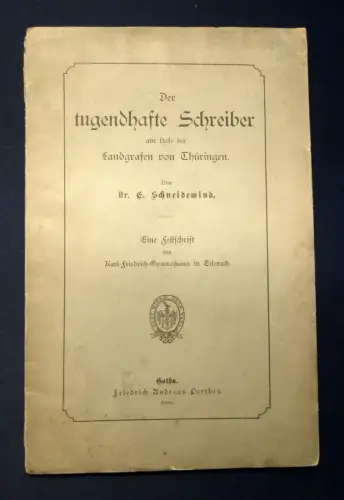 Der
tugendhafte Schreiber
am Hofe der
Landgrafen von Thüringen.
Von
Dr. E. Schneidewind.
Eine Festschrift
des
Karl-Friedrich-Gymnasiums in Eisenach.
Gotha.
Friedrich Andreas Perthes.